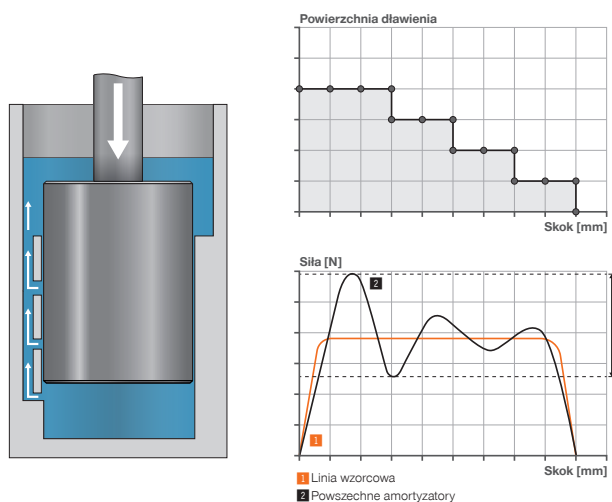 Powierzchnia dławienia
Skok [mm]
Siła [N]
2
1
Skok [mm]
1 Linia wzorcowa
2 Powszechne amortyzatory